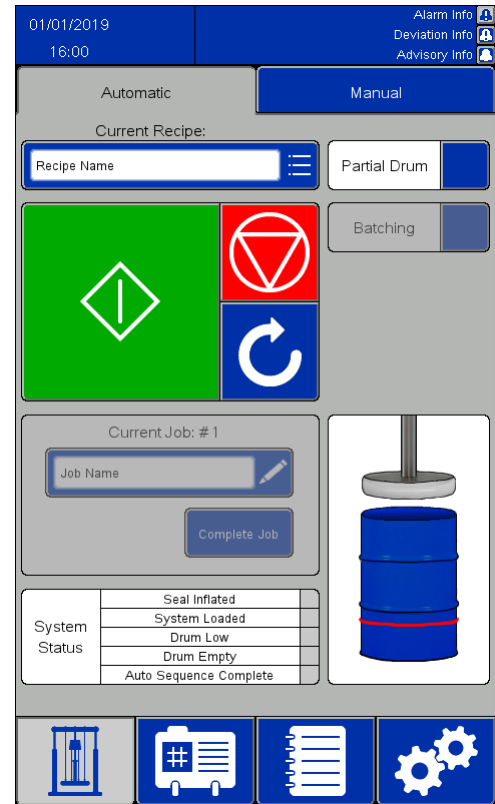 01/01/2019
16:00
Alarm Info
Deviation Info
Advisory Info
Automatic
Manual
Current Recipe:
Recipe Name
Partial Drum
Batching
Current Job: # 1
Job Name
Complete Job
System Status
Seal Inflated
System Loaded
Drum Low
Drum Empty
Auto Sequence Complete
#